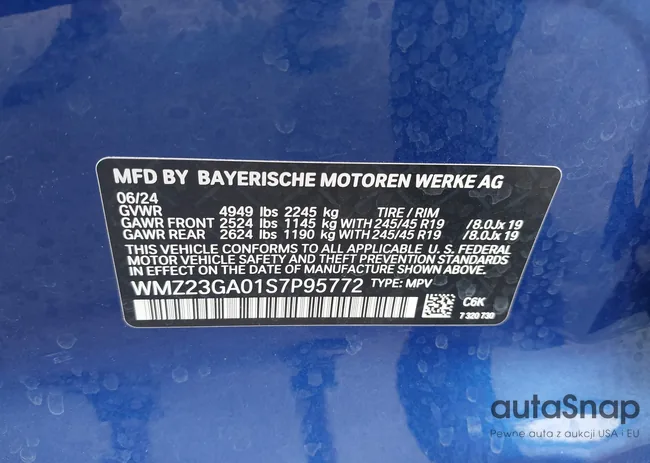 MFD BY BAYERISCHE MOTOREN WERKE AG
06/24
GVWR 4949 lbs 2245 kg TIRE / RIM
GAWR FRONT 2524 lbs 1145 kg WITH 245/45 R19 /8.0Jx19
GAWR REAR 2624 lbs 1190 kg WITH 245/45 R19 /8.0Jx19
THIS VEHICLE CONFORMS TO ALL APPLICABLE U. S. FEDERAL
MOTOR VEHICLE SAFETY AND THEFT PREVENTION STANDARDS
IN EFFECT ON THE DATE OF MANUFACTURE SHOWN ABOVE.
WMZ23GA01S7P95772 TYPE: MPV
C6K
7 320 730
autaSnap
Pewne auta z aukcji USA i EU